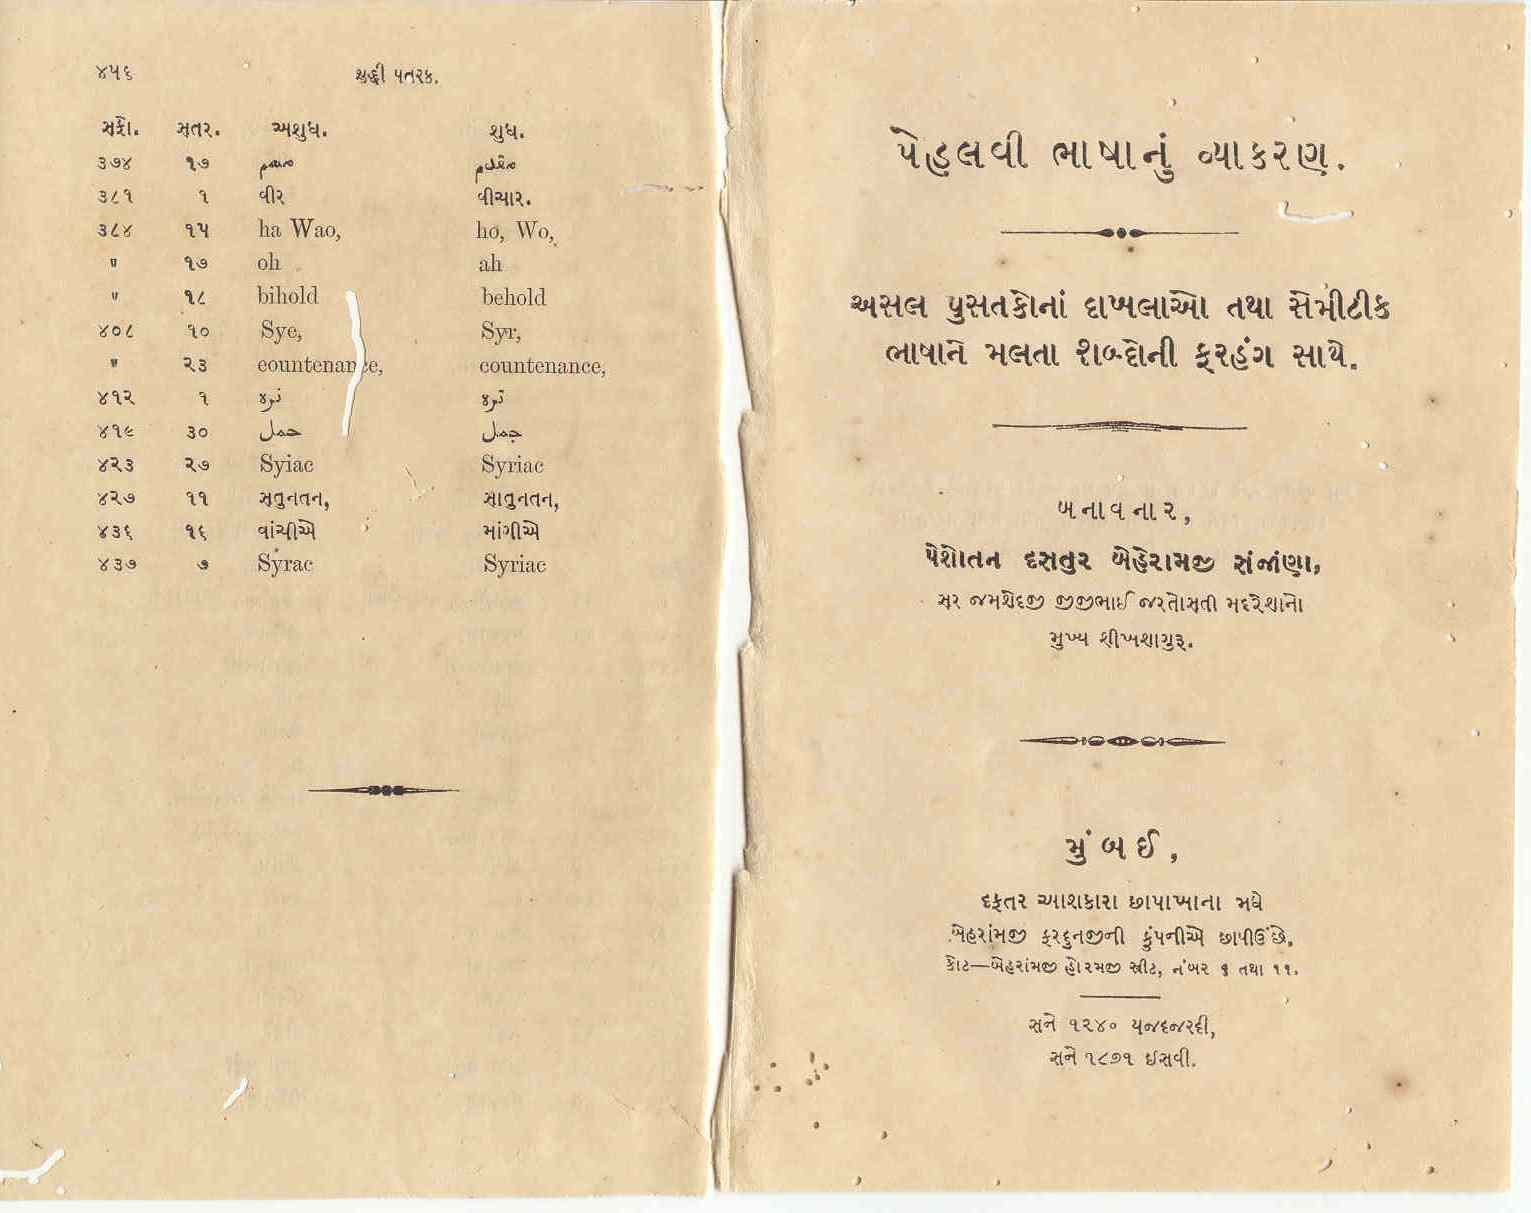 ૪૫૬ શુદ્ધી પતરક.
સફો. સતર. અશુધ. શુધ.
૩૭૪ ૧૭
૩૮૧ ૧ વીર વીચાર.
૩૮૪ ૧૫ ha Wao, ho, Wo,
〃 ૧૭ oh ah
〃 ૧૮ bihold behold
૪૦૮ ૧૦ Sye, Syr,
〃 ૨૩ eountenance, countenance,
૪૧૨ ૧
૪૧૯ ૩૦ حمل جمل
૪૨૩ ૨૭ Syiac Syriac
૪૨૭ ૧૧ સતુનતન, સાતુનતન,
૪૩૬ ૧૬ વાંચીએ માંગીએ
૪૩૭ ૭ Syrac Syriac
પેહલવી ભાષાનું વ્યાકરણ.
અસલ પુસતકોનાં દાખલાઓ તથા સેમીટીક
ભાષાને મલતા શબ્દોની ફરહંગ સાથે.
બનાવનાર,
પેશોતન દસતુર બેહેરામજી સંજાંણા,
સર જમશેદજી જીજીભાઈ જરતોસતી મદરેશાનો
મુખ્ય શીખશાગુરૂ.
મુંબઈ,
દફતર આશકારા છાપાખાના મધે
બેહરાંમજી ફરદુનજીની કુંપનીએ છાપીઉંછે.
કોટ—બેહરાંમજી હોરમજી સ્ત્રીટ, નંબર ૬ તથા ૧૧.
સને ૧૨૪૦ યજદજરદી,
સને ૧૮૭૧ ઈસવી.